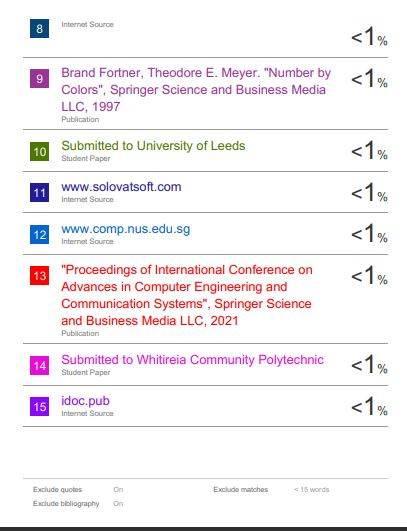 8
Internet Source
<1%
9
Brand Fortner, Theodore E. Meyer. "Number by
Colors", Springer Science and Business Media
LLC, 1997
Publication
<1%
10
Submitted to University of Leeds
Student Paper
<1%
11
www.solovatsoft.com
Internet Source
<1%
12
www.comp.nus.edu.sg
Internet Source
<1%
13
"Proceedings of International Conference on
Advances in Computer Engineering and
Communication Systems", Springer Science
and Business Media LLC, 2021
Publication
<1%
14
Submitted to Whitireia Community Polytechnic
Student Paper
<1%
15
idoc.pub
Internet Source
<1%
Exclude quotes On Exclude matches < 15 words
Exclude bibliography On